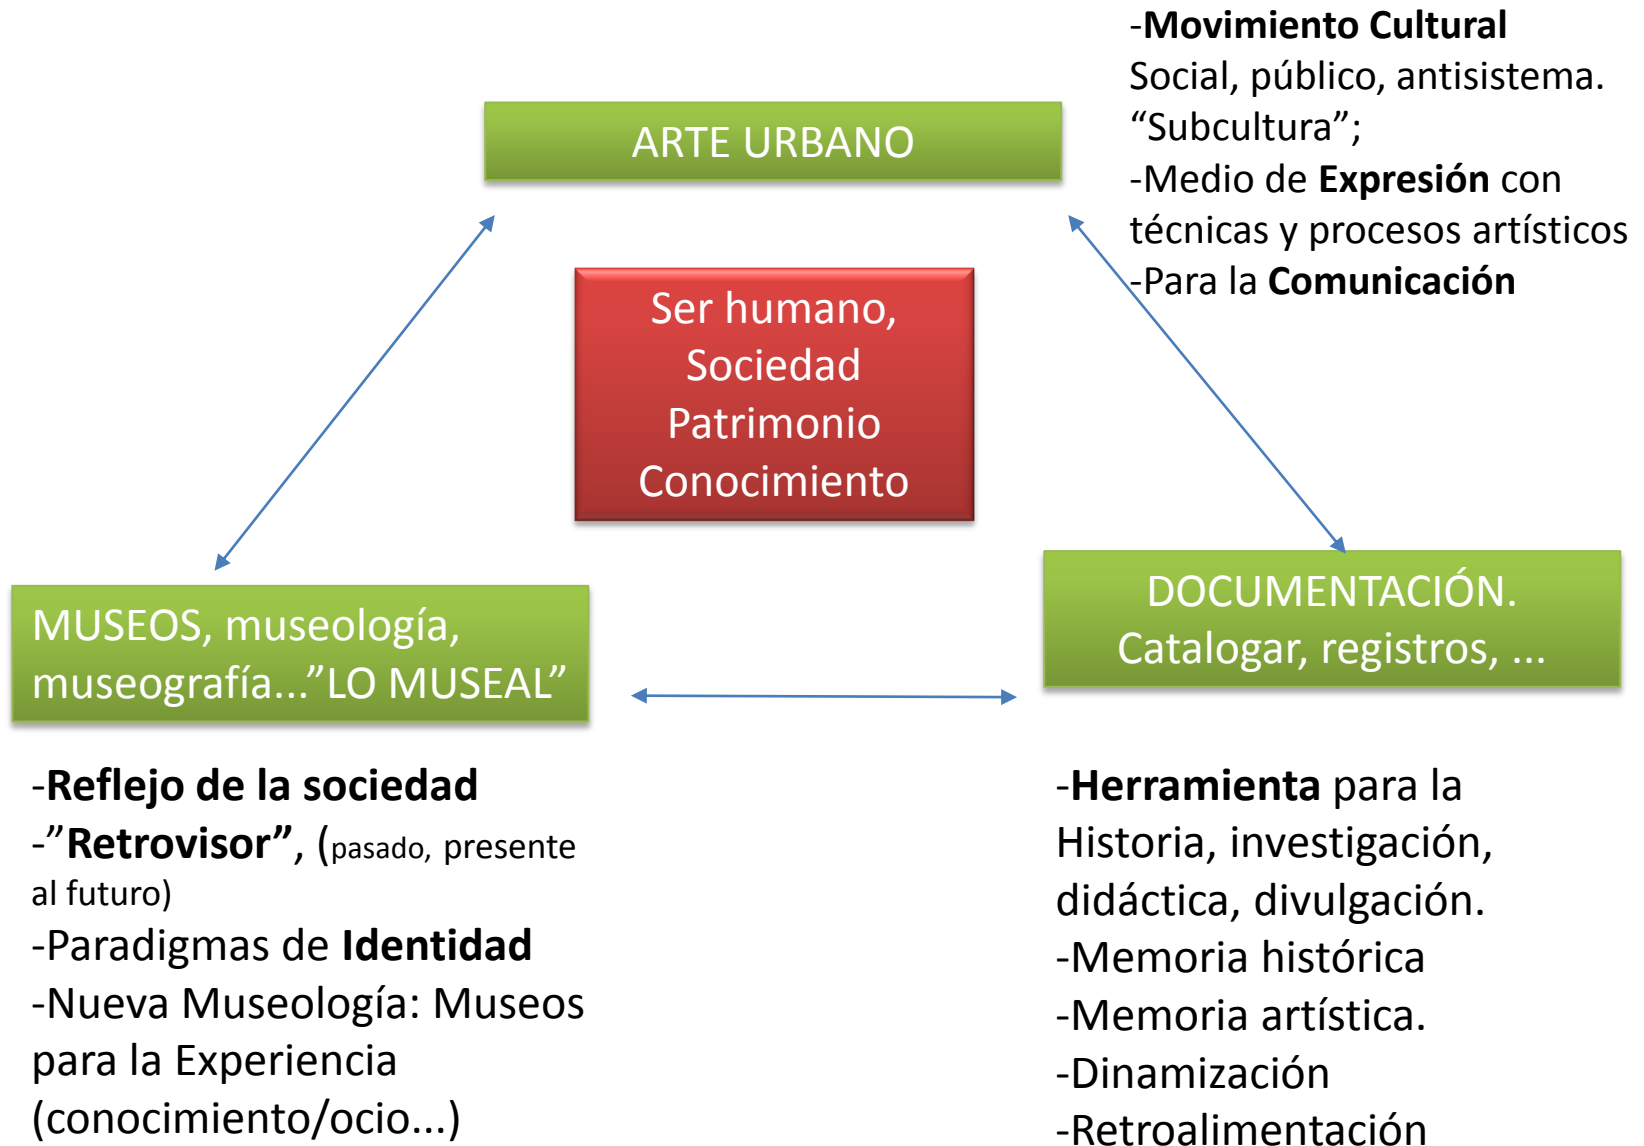 -Movimiento Cultural
Social, público, antisistema.
“Subcultura”;
-Medio de Expresión con
técnicas y procesos artísticos
-Para la Comunicación
ARTE URBANO
Ser humano,
Sociedad
Patrimonio
Conocimiento
MUSEOS, museología,
museografía...”LO MUSEAL”
DOCUMENTACIÓN.
Catalogar, registros, ...
-Reflejo de la sociedad
-”Retrovisor”, (pasado, presente
al futuro)
-Paradigmas de Identidad
-Nueva Museología: Museos
para la Experiencia
(conocimiento/ocio...)
-Herramienta para la
Historia, investigación,
didáctica, divulgación.
-Memoria histórica
-Memoria artística.
-Dinamización
-Retroalimentación